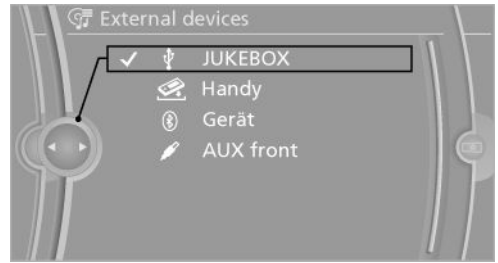 External devices
JUKEBOX
Handy
Gerät
AUX front